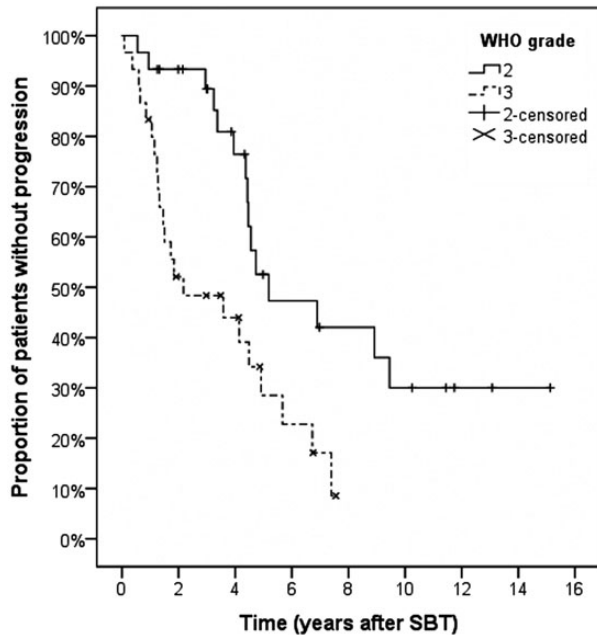 WHO grade
2
3
2-censored
3-censored
100%
90%
80%
70%
60%
50%
40%
30%
20%
10%
0%
Proportion of patients without progression
0 2 4 6 8 10 12 14 16
Time (years after SBT)